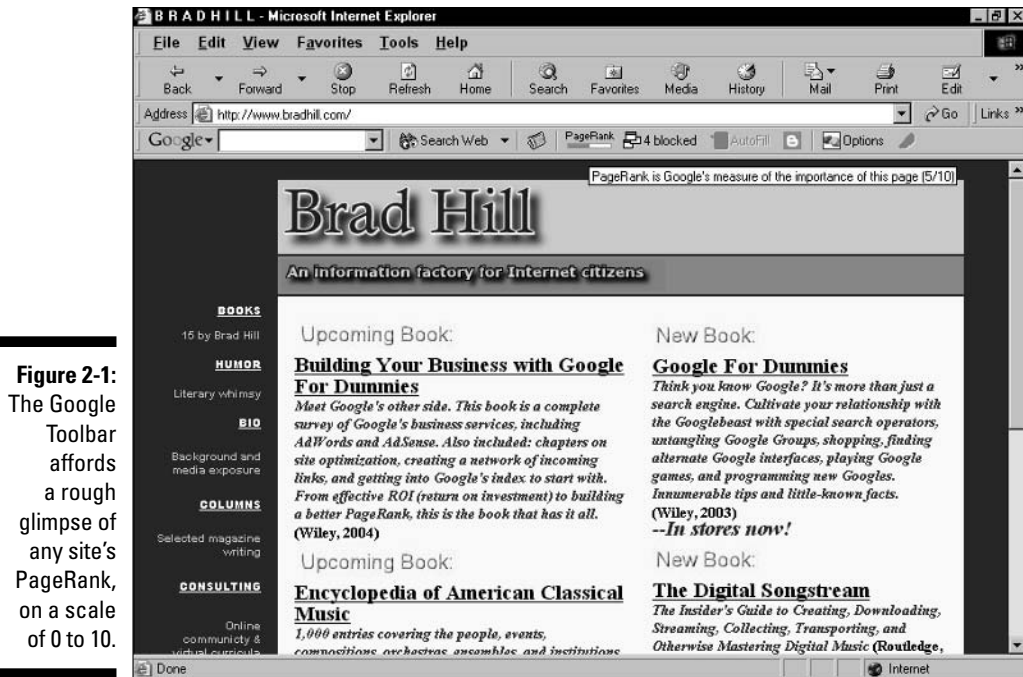 B R A D H I L L - Microsoft Internet Explorer
File Edit View Favorites Tools Help
Back Forward Stop Refresh Home Search Favorites Media History Mail Print Edit
Address http://www.bradhill.com/ Go Links
Google Search Web PageRank 4 blocked AutoFill Options
PageRank is Google's measure of the importance of this page (5/10)
Brad Hill
An information factory for Internet citizens
BOOKS
15 by Brad Hill
HUMOR
Literary whimsy
BIO
Background and
media exposure
COLUMNS
Selected magazine
writing
CONSULTING
Online
communicty &
virtual curricula
Upcoming Book:
Building Your Business with Google
For Dummies
Meet Google's other side. This book is a complete
survey of Google's business services, including
AdWords and AdSense. Also included: chapters on
site optimization, creating a network of incoming
links, and getting into Google's index to start with.
From effective ROI (return on investment) to building
a better PageRank, this is the book that has it all.
(Wiley, 2004)
Upcoming Book:
Encyclopedia of American Classical
Music
1,000 entries covering the people, events,
compositions, orchestras, ensembles, and institutions
New Book:
Google For Dummies
Think you know Google? It's more than just a
search engine. Cultivate your relationship with
the Googlebeast with special search operators,
untangling Google Groups, shopping, finding
alternate Google interfaces, playing Google
games, and programming new Googles.
Innumerable tips and little-known facts.
(Wiley, 2003)
--In stores now!
New Book:
The Digital Songstream
The Insider's Guide to Creating, Downloading,
Streaming, Collecting, Transporting, and
Otherwise Mastering Digital Music (Routledge,
Done Internet
Figure 2-1:
The Google
Toolbar
affords
a rough
glimpse of
any site's
PageRank,
on a scale
of 0 to 10.